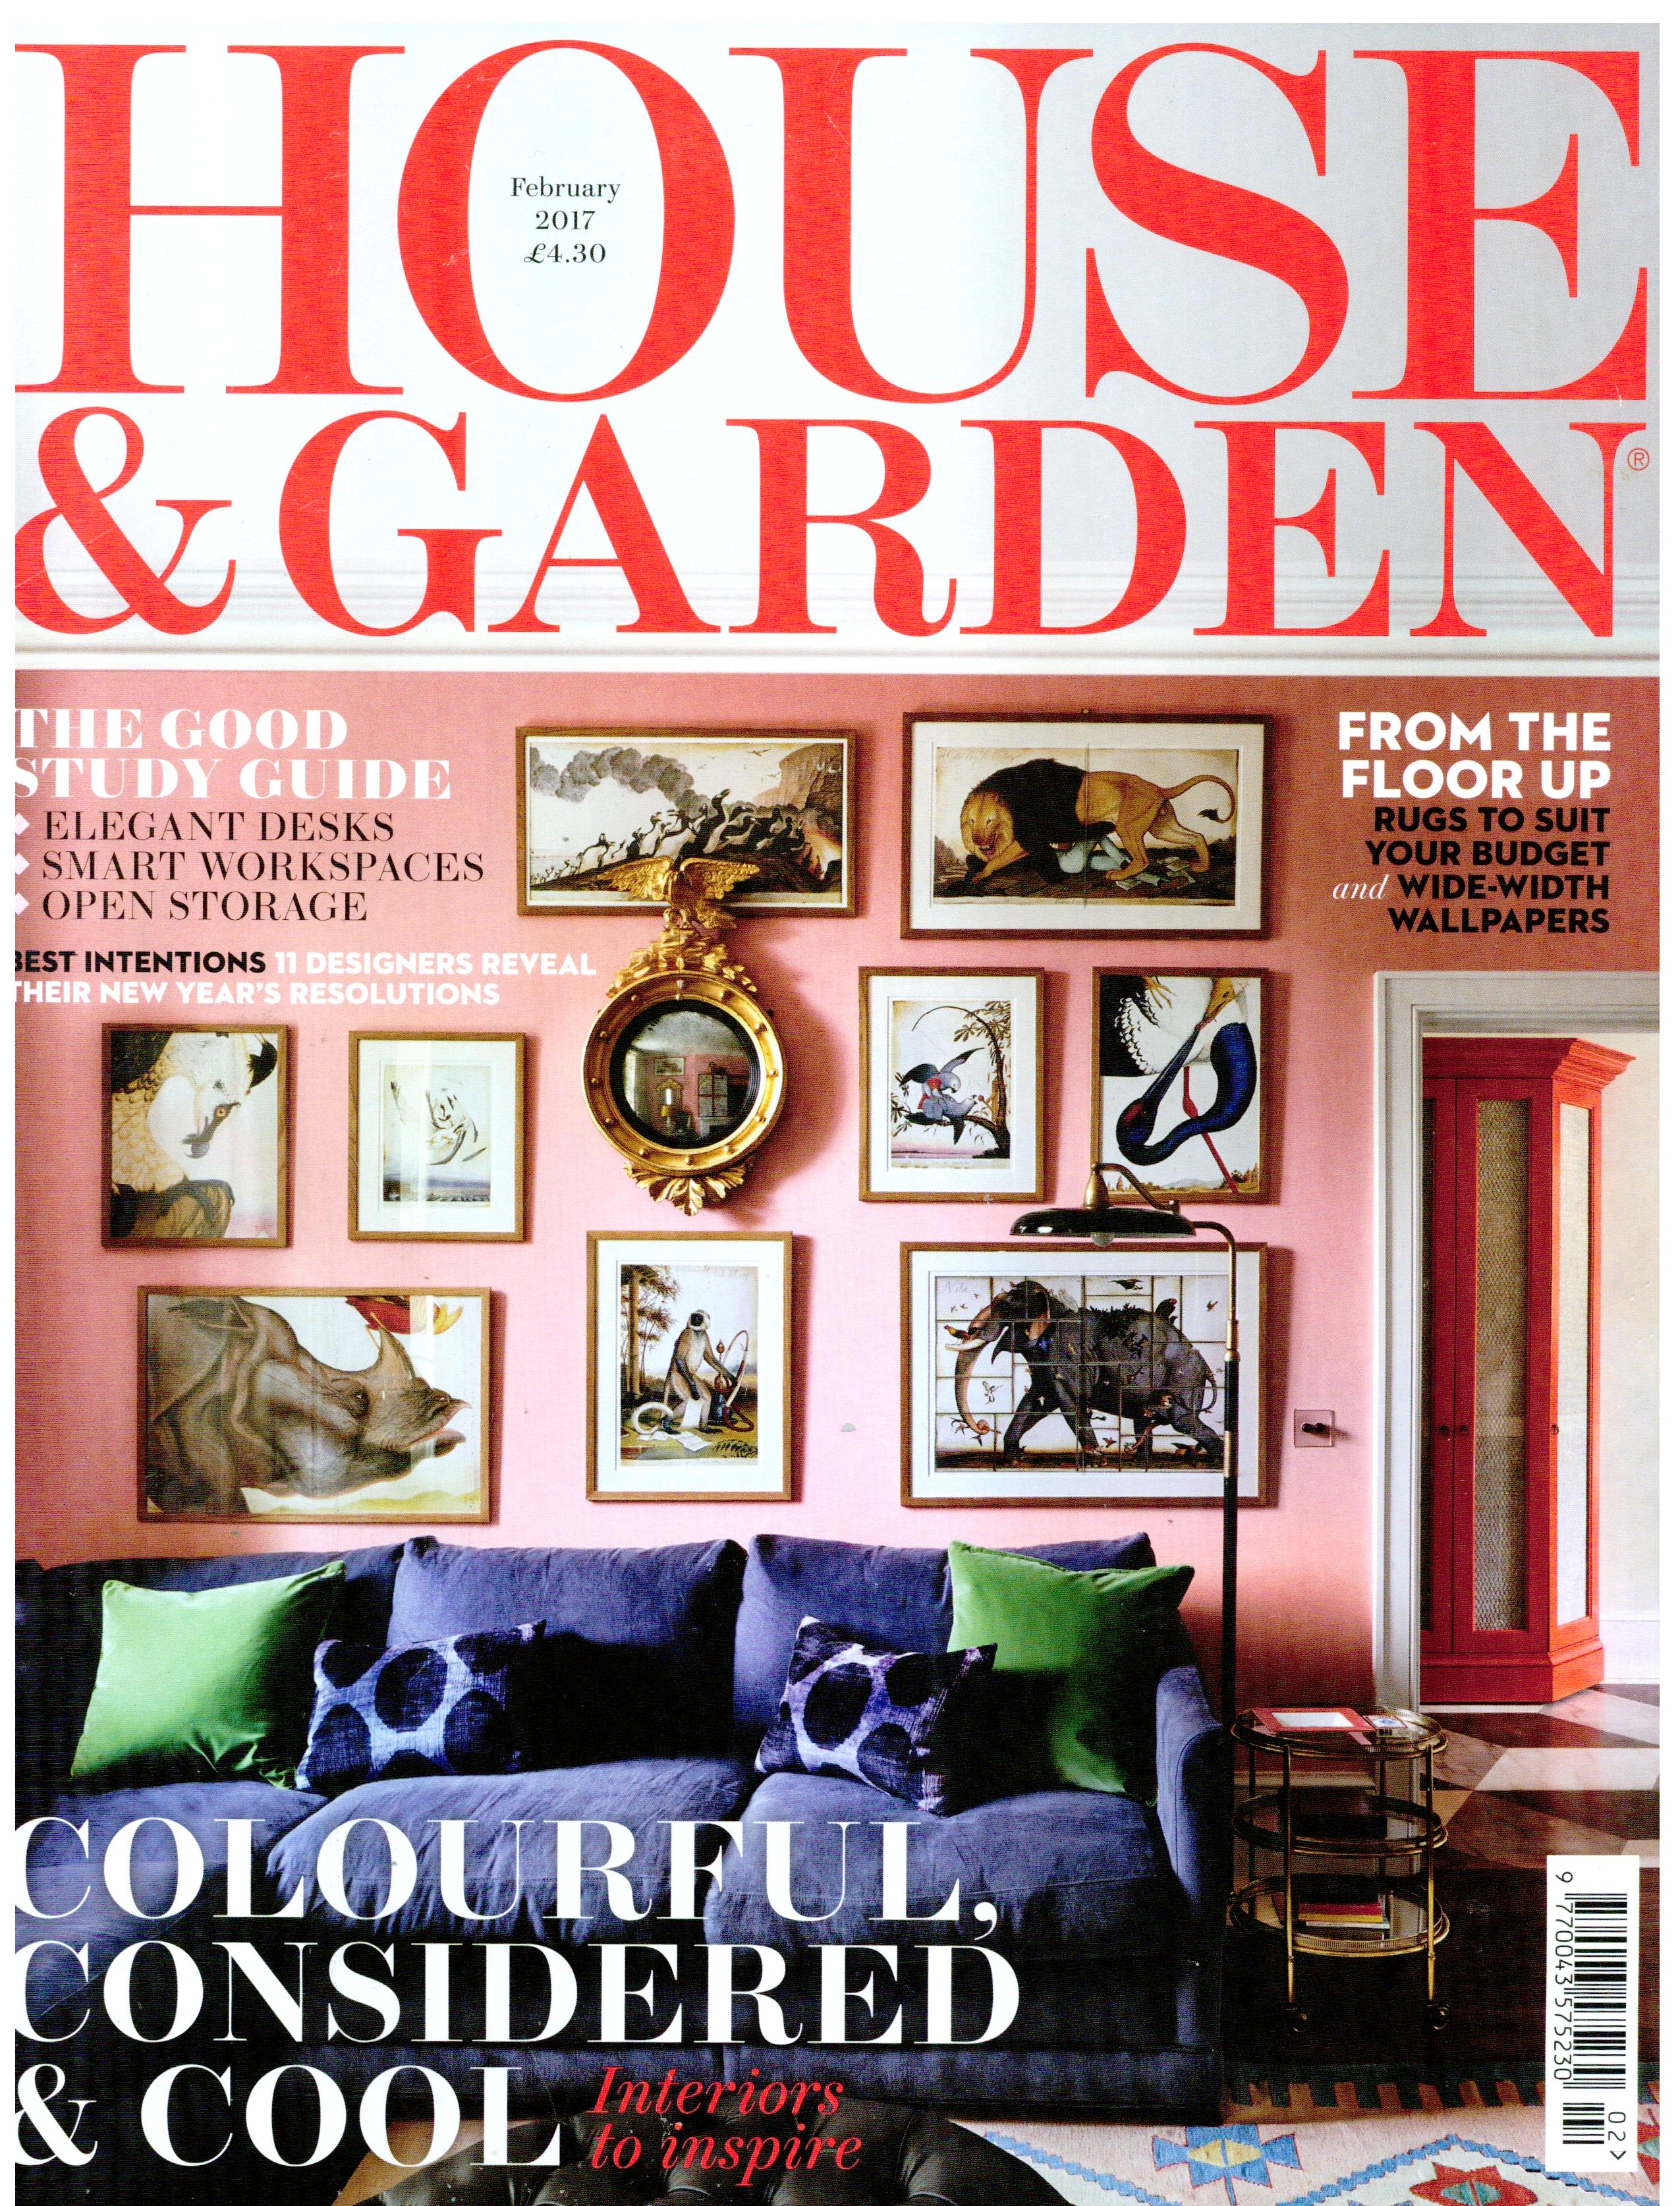 HOUSE
February
2017
£4.30
& GARDEN®
THE GOOD
STUDY GUIDE
ELEGANT DESKS
SMART WORKSPACES
OPEN STORAGE
BEST INTENTIONS 11 DESIGNERS REVEAL
THEIR NEW YEAR'S RESOLUTIONS
FROM THE
FLOOR UP
RUGS TO SUIT
YOUR BUDGET
and WIDE-WIDTH
WALLPAPERS
COLOURFUL,
CONSIDERED
& COOL
Interiors
to inspire
9 770043 575230
02>